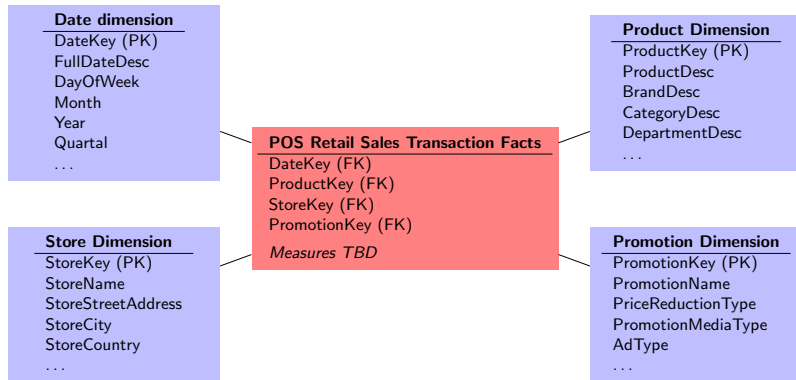 Date dimension
DateKey (PK)
FullDateDesc
DayOfWeek
Month
Year
Quartal
...
Product Dimension
ProductKey (PK)
ProductDesc
BrandDesc
CategoryDesc
DepartmentDesc
...
POS Retail Sales Transaction Facts
DateKey (FK)
ProductKey (FK)
StoreKey (FK)
PromotionKey (FK)
Measures TBD
Store Dimension
StoreKey (PK)
StoreName
StoreStreetAddress
StoreCity
StoreCountry
...
Promotion Dimension
PromotionKey (PK)
PromotionName
PriceReductionType
PromotionMediaType
AdType
...